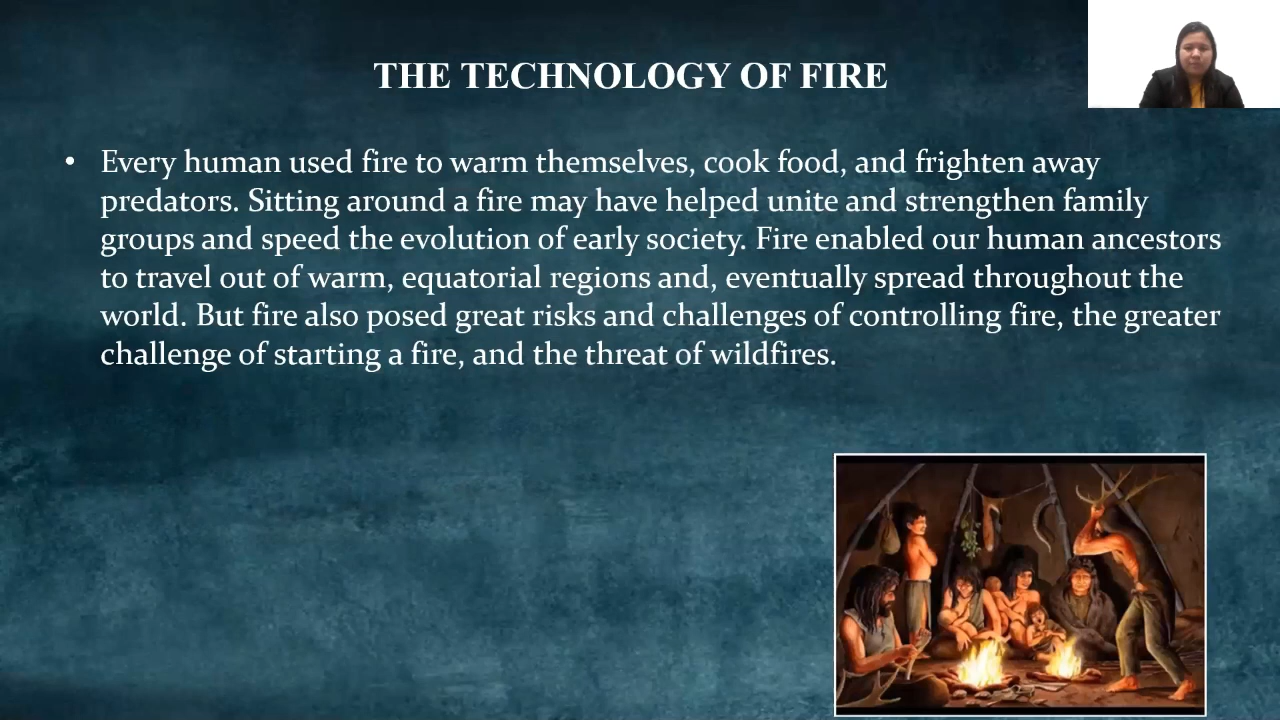 THE TECHNOLOGY OF FIRE
• Every human used fire to warm themselves, cook food, and frighten away
predators. Sitting around a fire may have helped unite and strengthen family
groups and speed the evolution of early society. Fire enabled our human ancestors
to travel out of warm, equatorial regions and, eventually spread throughout the
world. But fire also posed great risks and challenges of controlling fire, the greater
challenge of starting a fire, and the threat of wildfires.